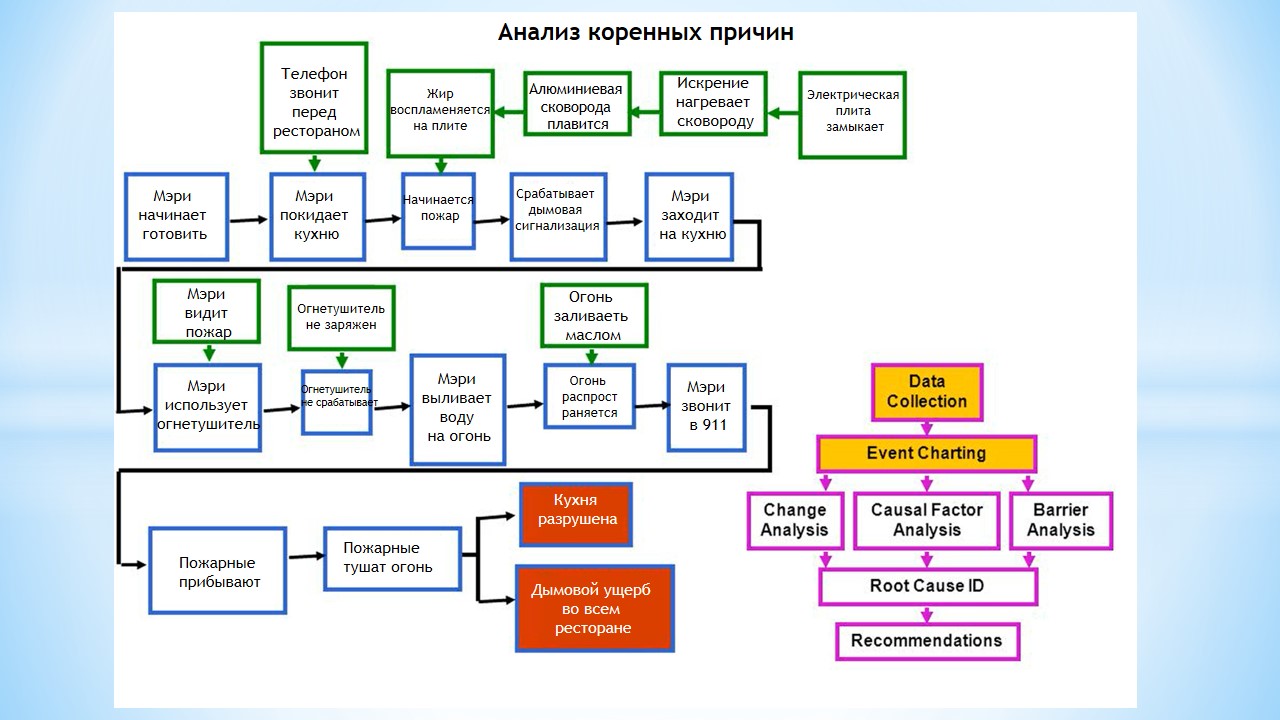 Анализ коренных причин
Телефон
звонит
перед
рестораном
Жир
воспламеняется
на плите
Алюминиевая
сковорода
плавится
Искрение
нагревает
сковороду
Электрическая
плита
замыкает
Мэри
начинает
готовить
Мэри
покидает
кухню
Начинается
пожар
Срабатывает
дымовая
сигнализация
Мэри
заходит
на кухню
Мэри
видит
пожар
Огнетушитель
не заряжен
Огонь
заливаеть
маслом
Мэри
использует
огнетушитель
Огнетушитель
не срабатывает
Мэри
выливает
воду
на огонь
Огонь
распрост
раняется
Мэри
звонит
в 911
Пожарные
прибывают
Пожарные
тушат огонь
Кухня
разрушена
Дымовой ущерб
во всем
ресторане
Data
Collection
Event Charting
Change
Analysis
Causal Factor
Analysis
Barrier
Analysis
Root Cause ID
Recommendations